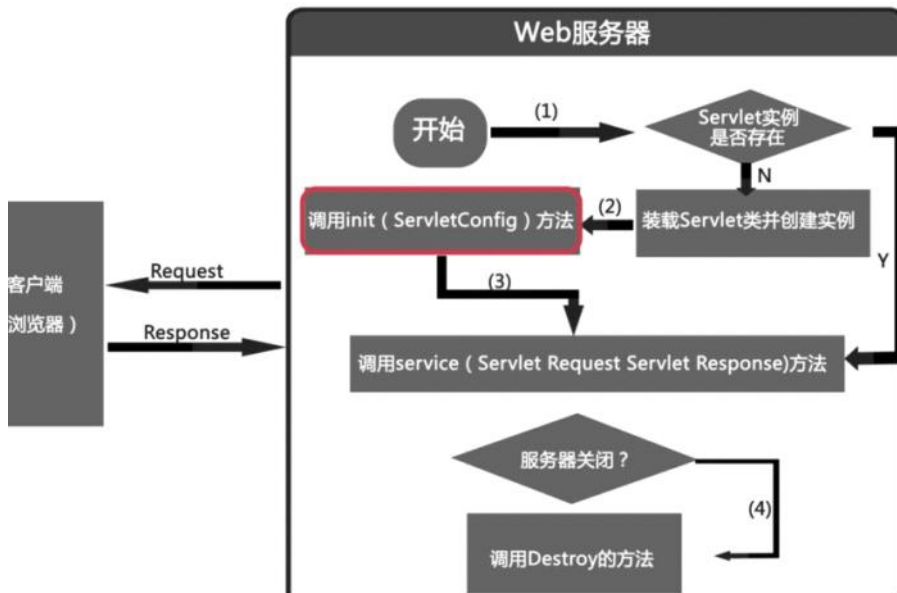 Web服务器
开始
(1)
Servlet实例
是否存在
N
Y
装载Servlet类并创建实例
(2)
调用init（ServletConfig）方法
(3)
Request
客户端
浏览器）
Response
调用service（Servlet Request Servlet Response)方法
服务器关闭？
(4)
调用Destroy的方法